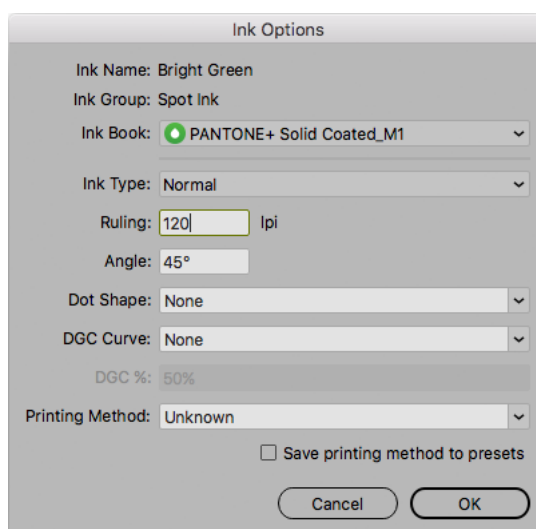 Ink Options
Ink Name: Bright Green
Ink Group: Spot Ink
Ink Book: PANTONE+ Solid Coated_M1
Ink Type: Normal
Ruling: 120 lpi
Angle: 45°
Dot Shape: None
DGC Curve: None
DGC %: 50%
Printing Method: Unknown
Save printing method to presets
Cancel OK